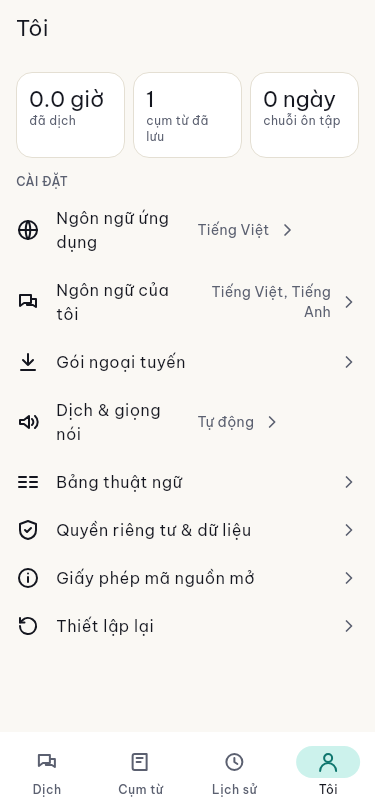 Tôi
0.0 giờ
đã dịch
1
cụm từ đã
lưu
0 ngày
chuỗi ôn tập
CÀI ĐẶT
Ngôn ngữ ứng
dụng
Tiếng Việt
Ngôn ngữ của
tôi
Tiếng Việt, Tiếng
Anh
Gói ngoại tuyến
Dịch & giọng
nói
Tự động
Bảng thuật ngữ
Quyền riêng tư & dữ liệu
Giấy phép mã nguồn mở
Thiết lập lại
Dịch
Cụm từ
Lịch sử
Tôi